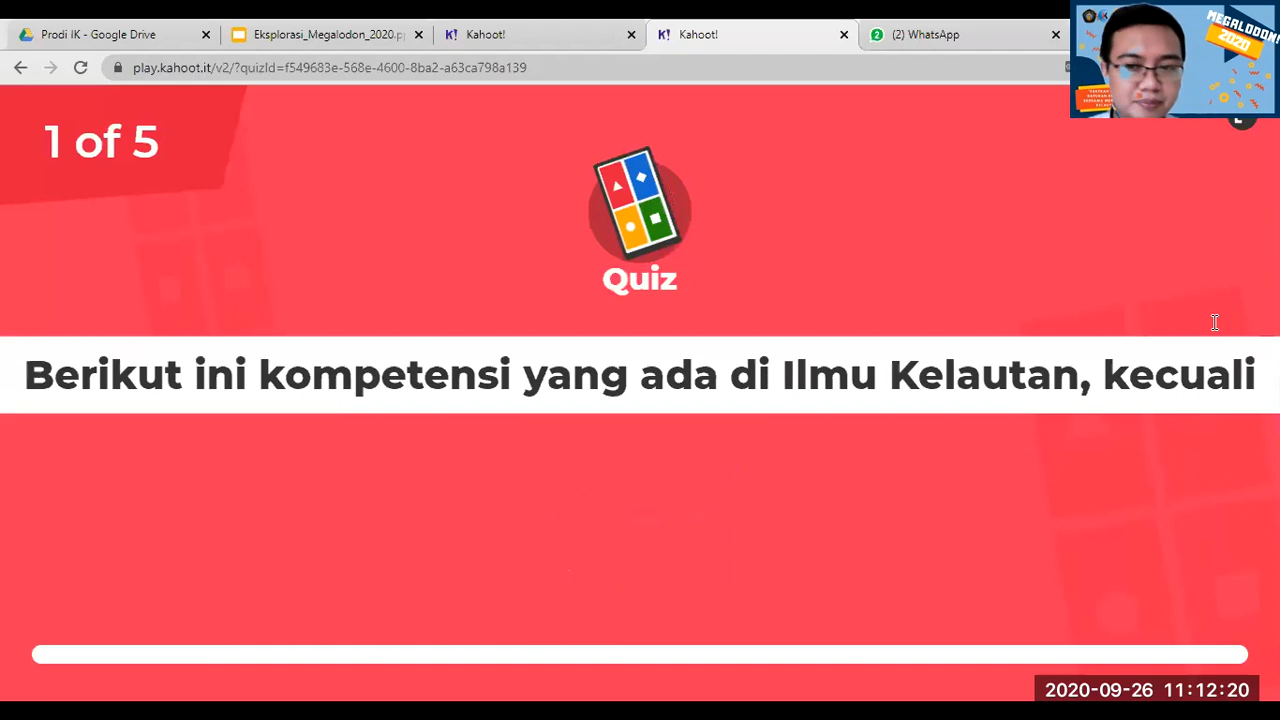 Prodi IK - Google Drive
Eksplorasi_Megalodon_2020.p
Kahoot!
Kahoot!
(2) WhatsApp
play.kahoot.it/v2/?quizId=f549683e-568e-4600-8ba2-a63ca798a139
MEGALODON!
2020
1 of 5
Quiz
Berikut ini kompetensi yang ada di Ilmu Kelautan, kecuali
2020-09-26 11:12:20